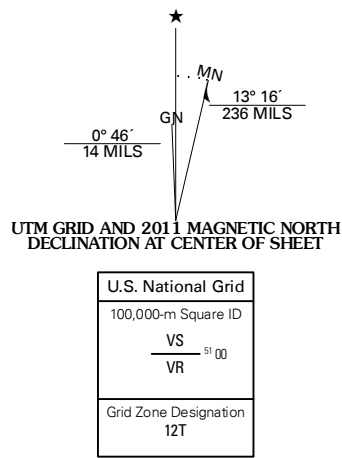 ★
MN
GN
13° 16´
236 MILS
0° 46´
14 MILS
UTM GRID AND 2011 MAGNETIC NORTH
DECLINATION AT CENTER OF SHEET
U.S. National Grid
100,000-m Square ID
VS
51 00
VR
Grid Zone Designation
12T